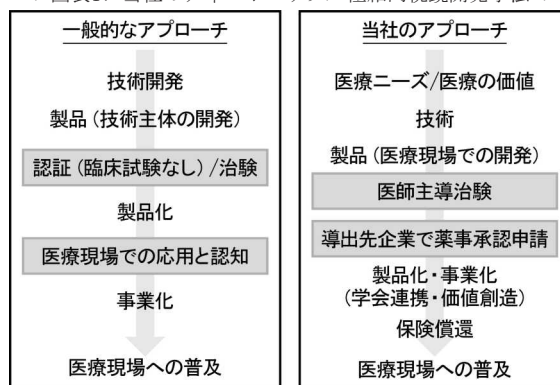 一般的なアプローチ
技術開発
製品(技術主体の開発)
認証(臨床試験なし)/治験
製品化
医療現場での応用と認知
事業化
医療現場への普及
当社のアプローチ
医療ニーズ/医療の価値
技術
製品(医療現場での開発)
医師主導治験
導出先企業で薬事承認申請
製品化・事業化
(学会連携・価値創造)
保険償還
医療現場への普及